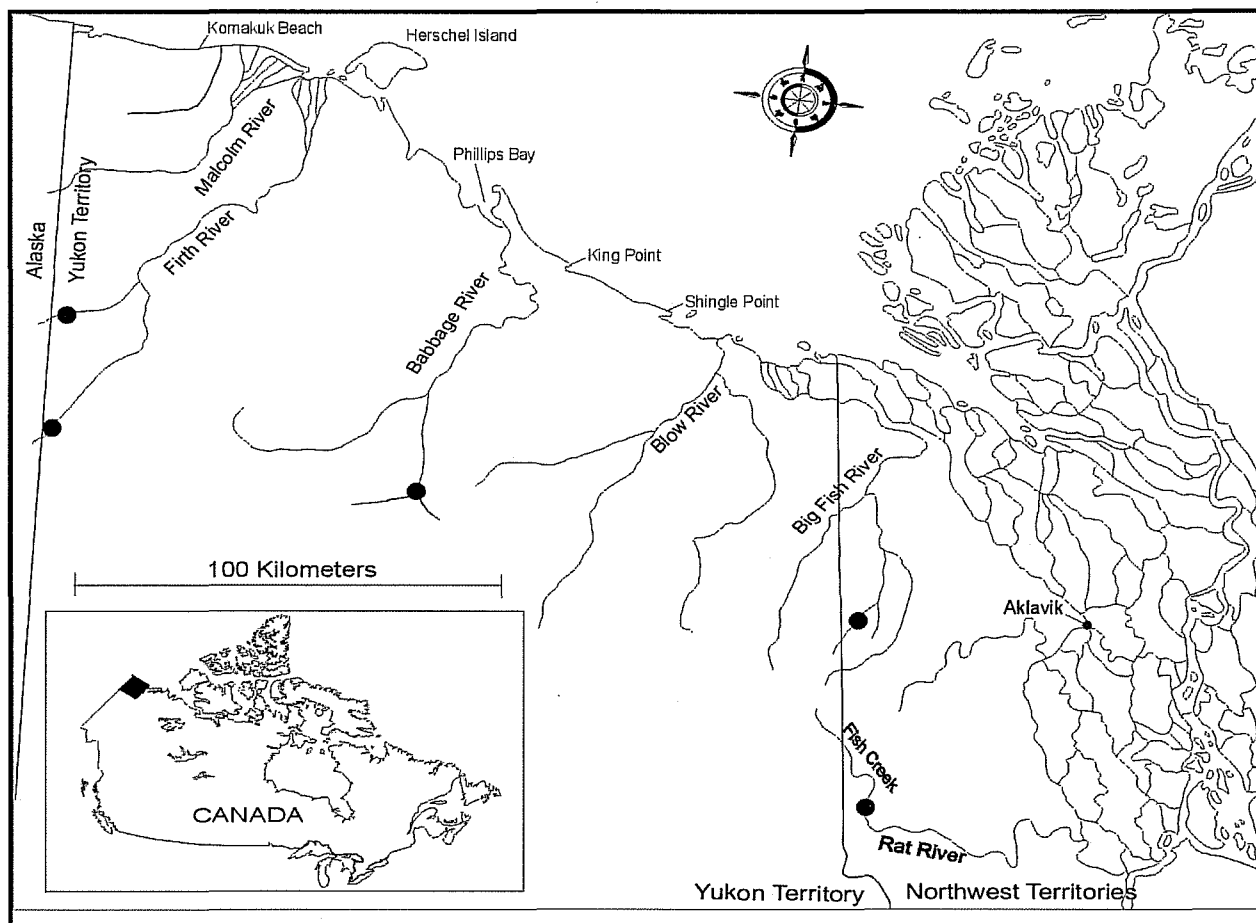 Komakuk Beach
Herschel Island
Malcolm River
Phillips Bay
Alaska
Yukon Territory
Firth River
King Point
Shingle Point
Babbage River
Blow River
Big Fish River
100 Kilometers
Aklavik
Fish Creek
CANADA
Rat River
Yukon Territory
Northwest Territories